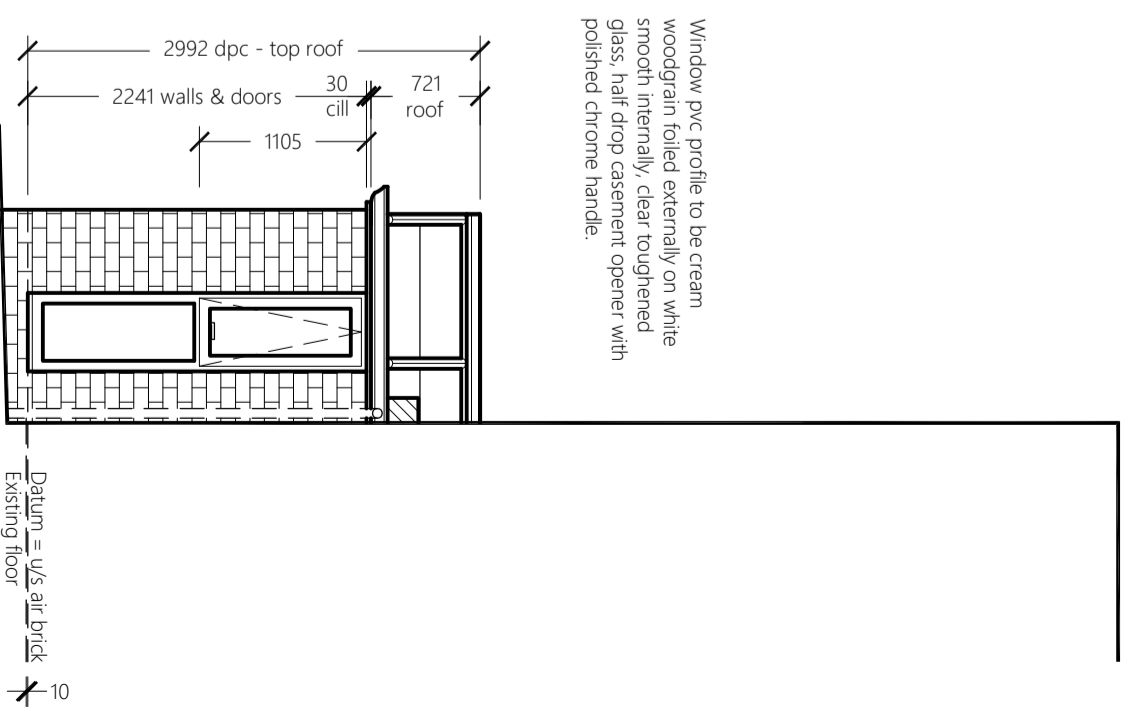 2992 dpc - top roof
2241 walls & doors
30
cill
721
roof
1105
Window pvc profile to be cream
woodgrain foiled externally on white
smooth internally, clear toughened
glass, half drop casement opener with
polished chrome handle.
Datum = u/s air brick
Existing floor
10